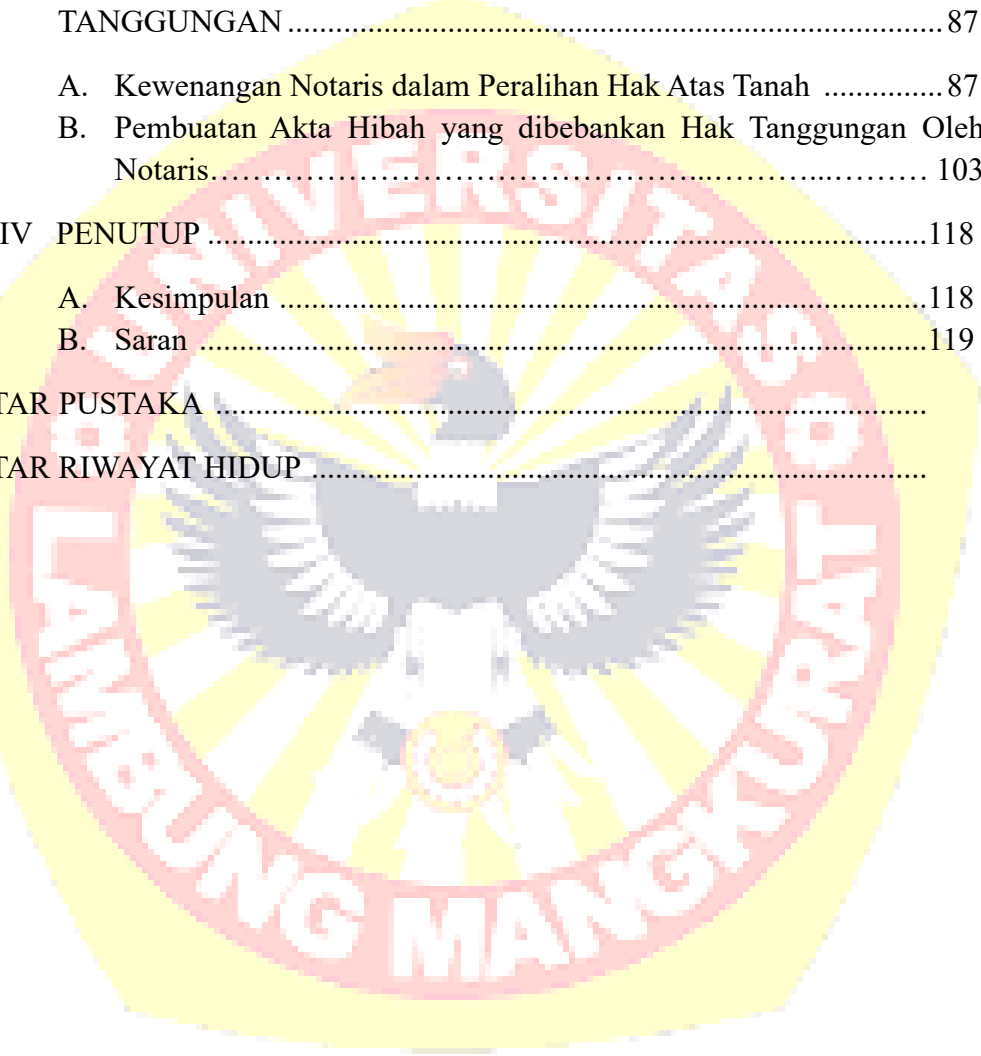 TANGGUNGAN ........................................................................................ 87
A. Kewenangan Notaris dalam Peralihan Hak Atas Tanah ............... 87
B. Pembuatan Akta Hibah yang dibebankan Hak Tanggungan Oleh
Notaris……………………………………………..………...……… 103
IV PENUTUP ...........................................................................................118
A. Kesimpulan ..................................................................................118
B. Saran ............................................................................................119
TAR PUSTAKA ..........................................................................................
TAR RIWAYAT HIDUP ..............................................................................
UNIVERSITAS
LAMBUNG MANGKURAT